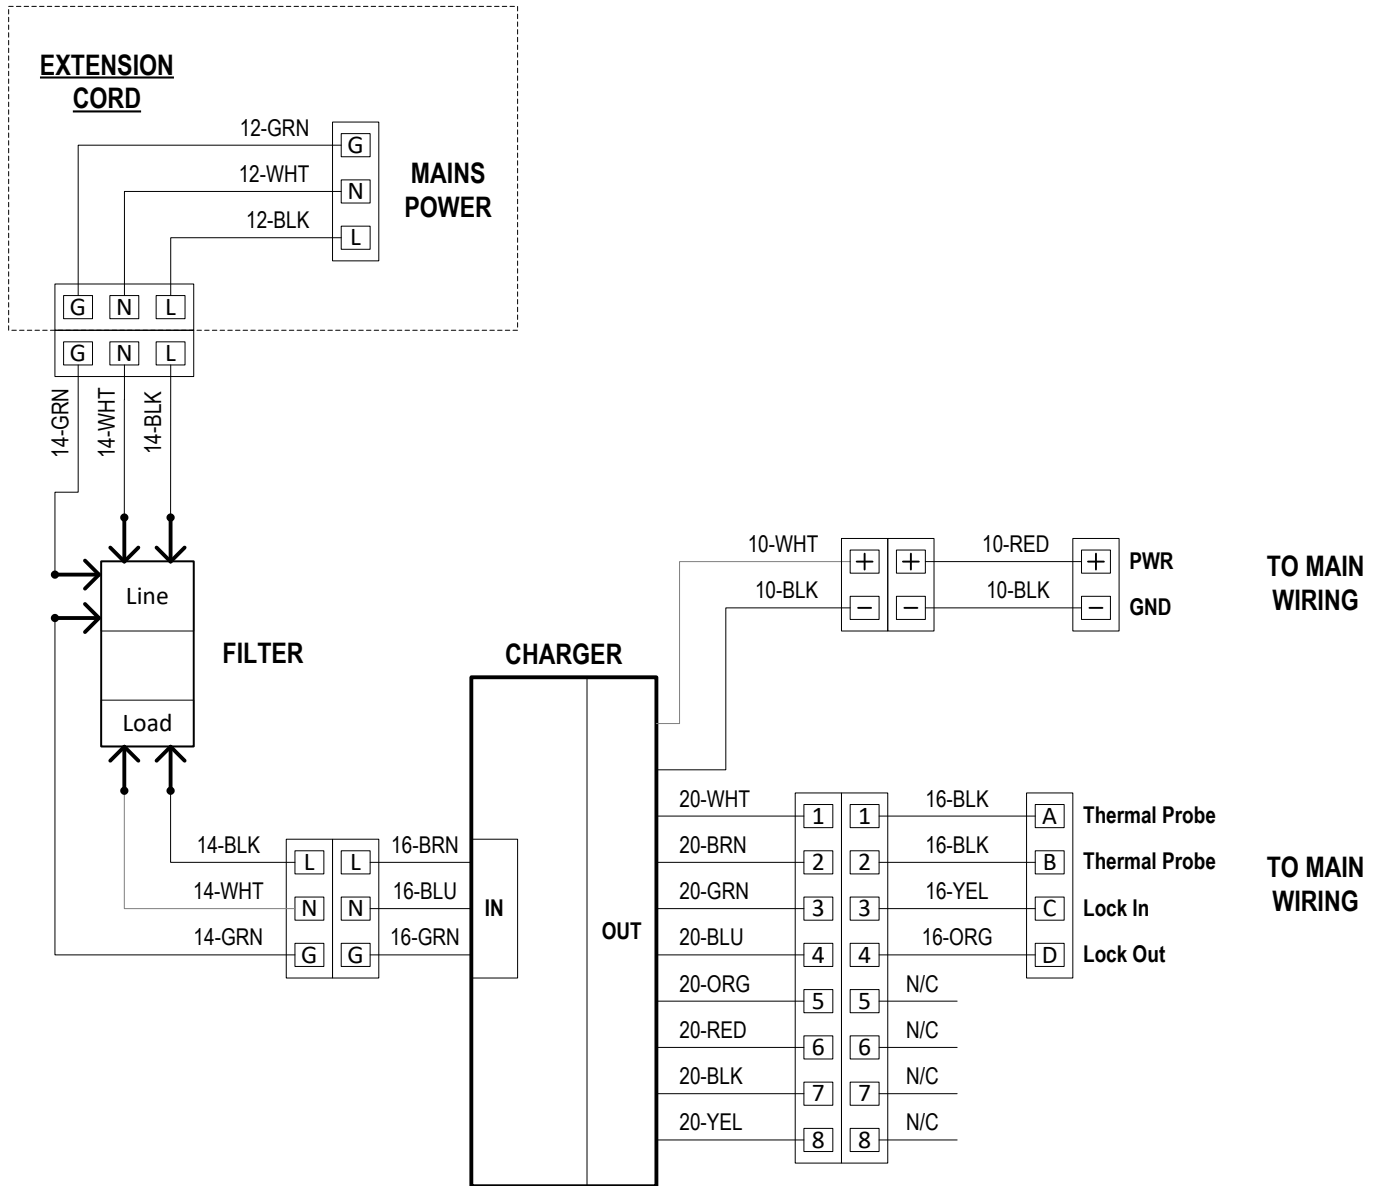 EXTENSION
CORD
12-GRN
G
12-WHT
N
12-BLK
L
MAINS
POWER
G N L
G N L
14-GRN
14-WHT
14-BLK
Line
Load
FILTER
14-BLK
L L
16-BRN
14-WHT
N N
16-BLU
14-GRN
G G
16-GRN
CHARGER
IN
OUT
10-WHT
+ +
10-RED
+ PWR
10-BLK
− −
10-BLK
− GND
TO MAIN
WIRING
20-WHT
1 1
16-BLK
A Thermal Probe
20-BRN
2 2
16-BLK
B Thermal Probe
20-GRN
3 3
16-YEL
C Lock In
20-BLU
4 4
16-ORG
D Lock Out
TO MAIN
WIRING
20-ORG
5 5
N/C
20-RED
6 6
N/C
20-BLK
7 7
N/C
20-YEL
8 8
N/C